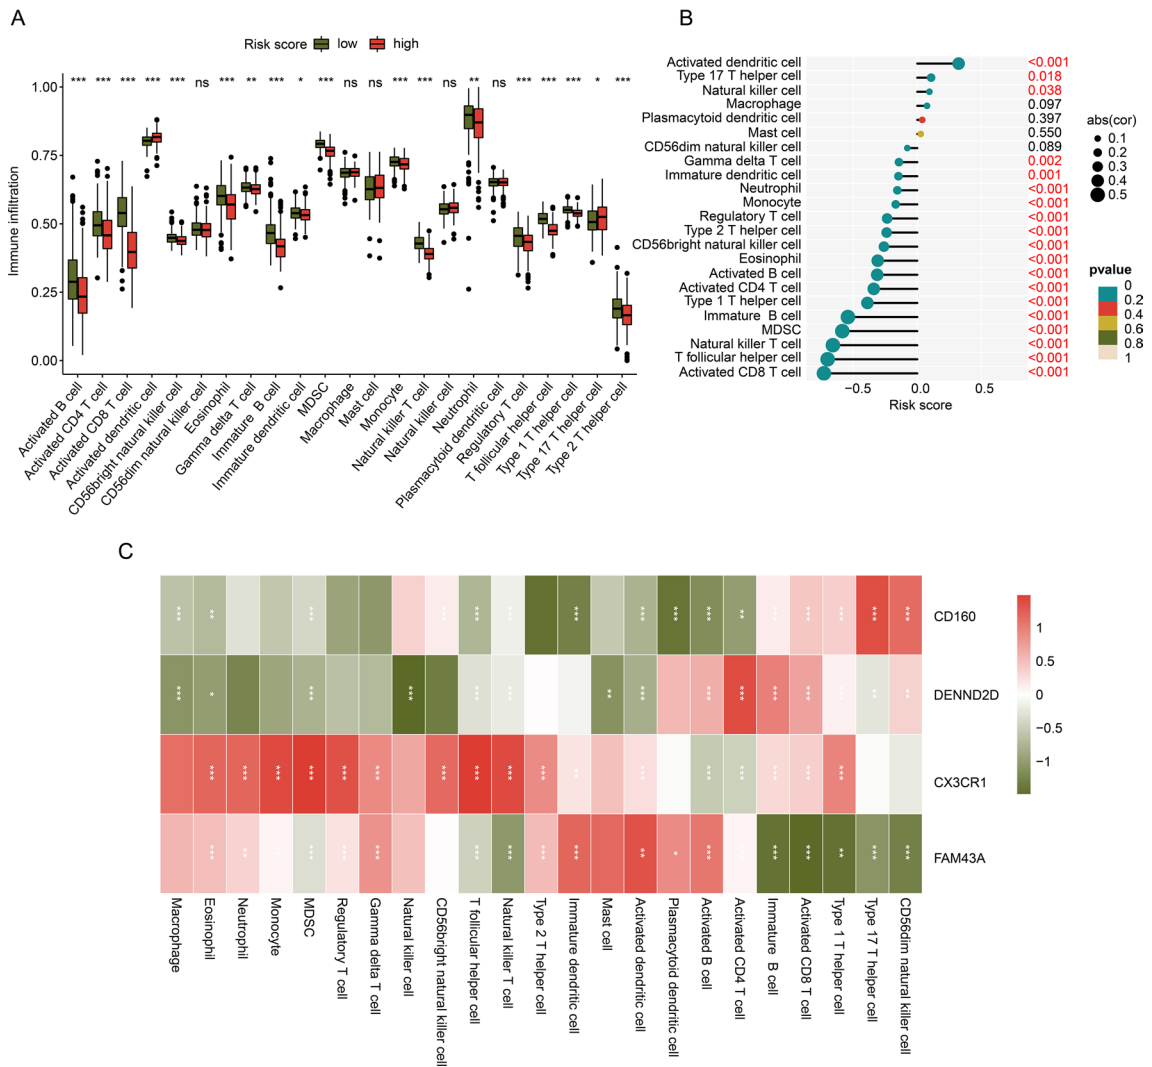 A
Risk score low high
*** *** *** *** *** ns *** ** *** * *** ns ns *** *** ns ** ns *** *** *** * ***
Immune infiltration
1.00
0.75
0.50
0.25
0.00
Activated B cell
Activated CD4 T cell
Activated CD8 T cell
Activated dendritic cell
CD56bright natural killer cell
CD56dim natural killer cell
Eosinophil
Gamma delta T cell
Immature B cell
Immature dendritic cell
MDSC
Macrophage
Mast cell
Monocyte
Natural killer T cell
Natural killer cell
Neutrophil
Plasmacytoid dendritic cell
Regulatory T cell
T follicular helper cell
Type 1 T helper cell
Type 17 T helper cell
Type 2 T helper cell
B
Activated dendritic cell <0.001
Type 17 T helper cell 0.018
Natural killer cell 0.038
Macrophage 0.097
Plasmacytoid dendritic cell 0.397
Mast cell 0.550
CD56dim natural killer cell 0.089
Gamma delta T cell 0.002
Immature dendritic cell 0.001
Neutrophil <0.001
Monocyte <0.001
Regulatory T cell <0.001
Type 2 T helper cell <0.001
CD56bright natural killer cell <0.001
Eosinophil <0.001
Activated B cell <0.001
Activated CD4 T cell <0.001
Type 1 T helper cell <0.001
Immature B cell <0.001
MDSC <0.001
Natural killer T cell <0.001
T follicular helper cell <0.001
Activated CD8 T cell <0.001
−0.5 0.0 0.5
Risk score
abs(cor)
0.1
0.2
0.3
0.4
0.5
pvalue
0
0.2
0.4
0.6
0.8
1
C
*** ** *** *** *** *** *** *** *** ** *** *** *** *** ***
CD160
*** * *** *** *** *** ** *** *** *** *** *** *** ** **
DENND2D
*** *** *** *** *** *** *** *** *** *** ** *** *** *** *** *** ***
CX3CR1
*** ** * *** *** *** *** *** *** *** ** * *** *** *** *** ** *** ***
FAM43A
Macrophage
Eosinophil
Neutrophil
Monocyte
MDSC
Regulatory T cell
Gamma delta T cell
Natural killer cell
CD56bright natural killer cell
T follicular helper cell
Natural killer T cell
Type 2 T helper cell
Immature dendritic cell
Mast cell
Activated dendritic cell
Plasmacytoid dendritic cell
Activated B cell
Activated CD4 T cell
Immature B cell
Activated CD8 T cell
Type 1 T helper cell
Type 17 T helper cell
CD56dim natural killer cell
1
0.5
0
−0.5
−1